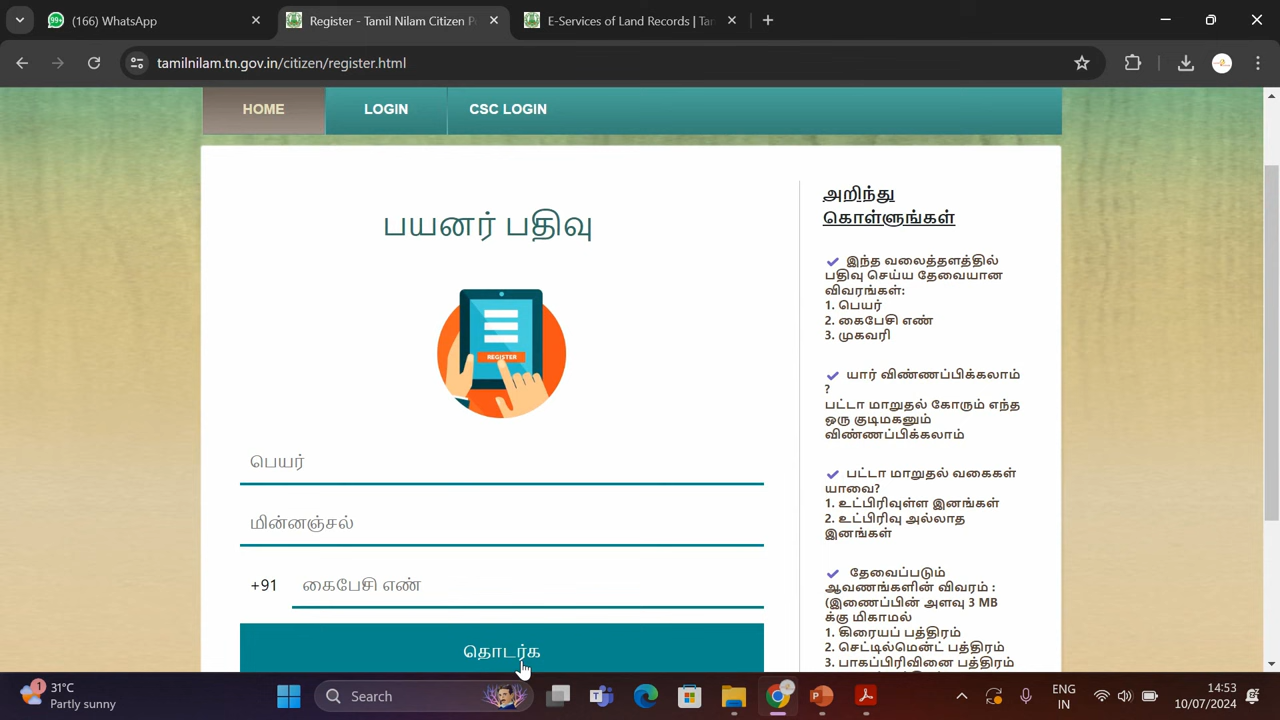 (166) WhatsApp
Register - Tamil Nilam Citizen P
E-Services of Land Records | Ta
tamilnilam.tn.gov.in/citizen/register.html
HOME
LOGIN
CSC LOGIN
பயனர் பதிவு
REGISTER
பெயர்
மின்னஞ்சல்
+91 கைபேசி எண்
தொடர்க
அறிந்து
கொள்ளுங்கள்
இந்த வலைத்தளத்தில்
பதிவு செய்ய தேவையான
விவரங்கள்:
1. பெயர்
2. கைபேசி எண்
3. முகவரி
யார் விண்ணப்பிக்கலாம்
?
பட்டா மாறுதல் கோரும் எந்த
ஒரு குடிமகனும்
விண்ணப்பிக்கலாம்
பட்டா மாறுதல் வகைகள்
யாவை?
1. உட்பிரிவுள்ள இனங்கள்
2. உட்பிரிவு அல்லாத
இனங்கள்
தேவைப்படும்
ஆவணங்களின் விவரம் :
(இணைப்பின் அளவு 3 MB
க்கு மிகாமல்
1. கிரையப் பத்திரம்
2. செட்டில்மென்ட் பத்திரம்
3. பாகப்பிரிவினை பத்திரம்
1
31°C
Partly sunny
Search
ENG
IN
14:53
10/07/2024